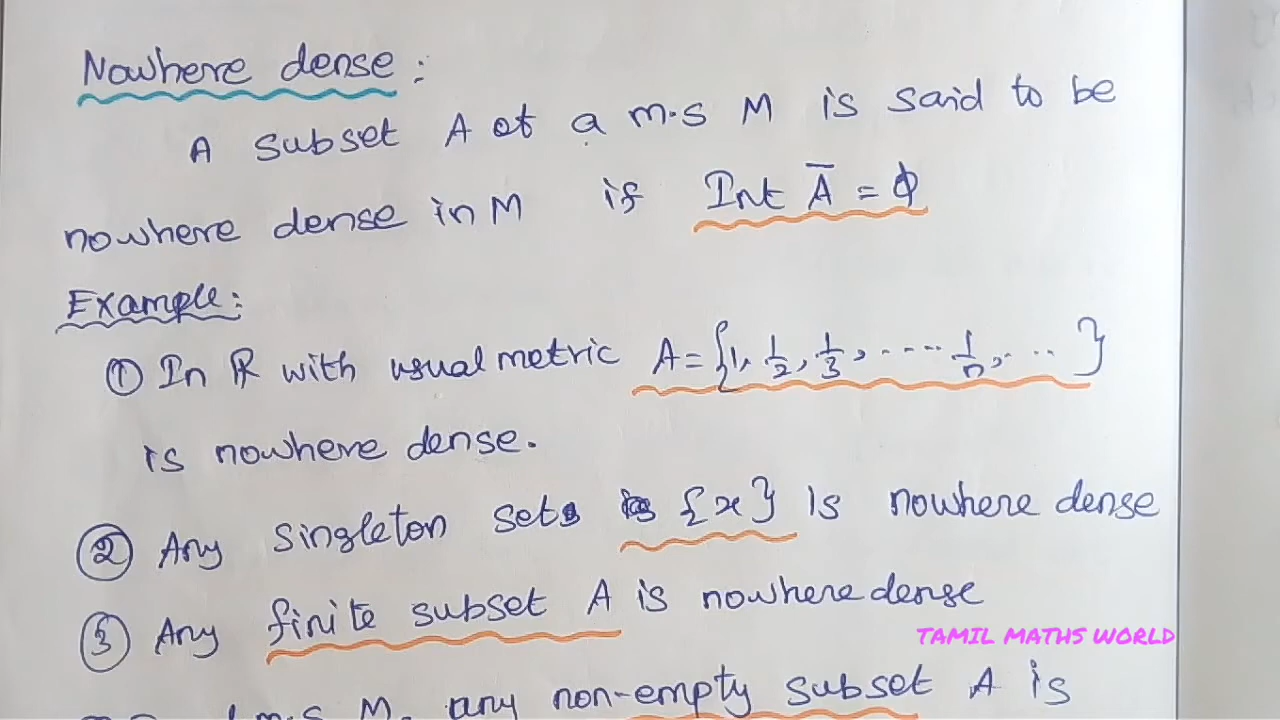 Nowhere dense:
A subset A of a m.s M is said to be
nowhere dense in M if Int A̅ = ϕ
Example:
① In ℝ with usual metric A = {1, 1/2, 1/3, ..... 1/n, ... }
is nowhere dense.
② Any singleton sets {x} is nowhere dense
③ Any finite subset A is nowhere dense
TAMIL MATHS WORLD
m.s M, any non-empty subset A is